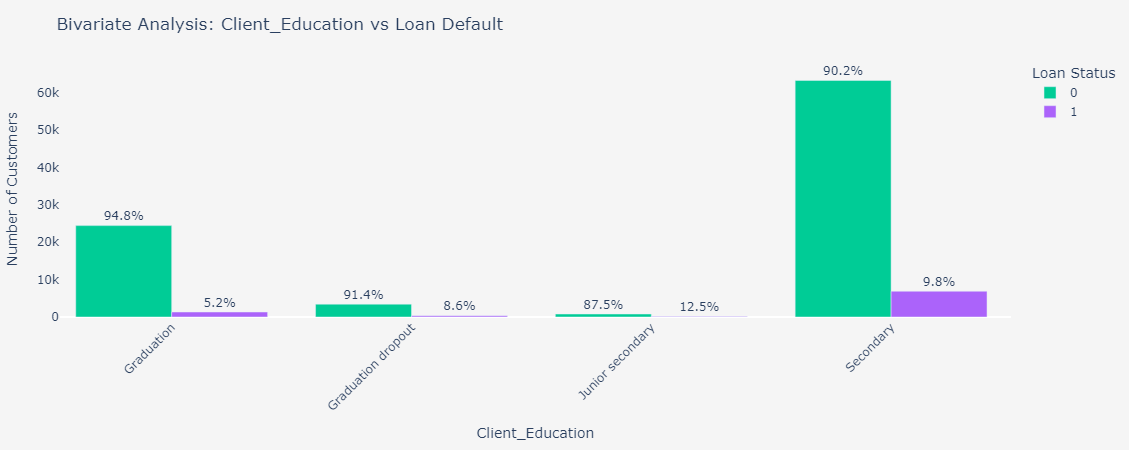 Bivariate Analysis: Client_Education vs Loan Default
Loan Status
0
1
Number of Customers
60k
50k
40k
30k
20k
10k
0
94.8%
5.2%
91.4%
8.6%
87.5%
12.5%
90.2%
9.8%
Graduation
Graduation dropout
Junior secondary
Secondary
Client_Education